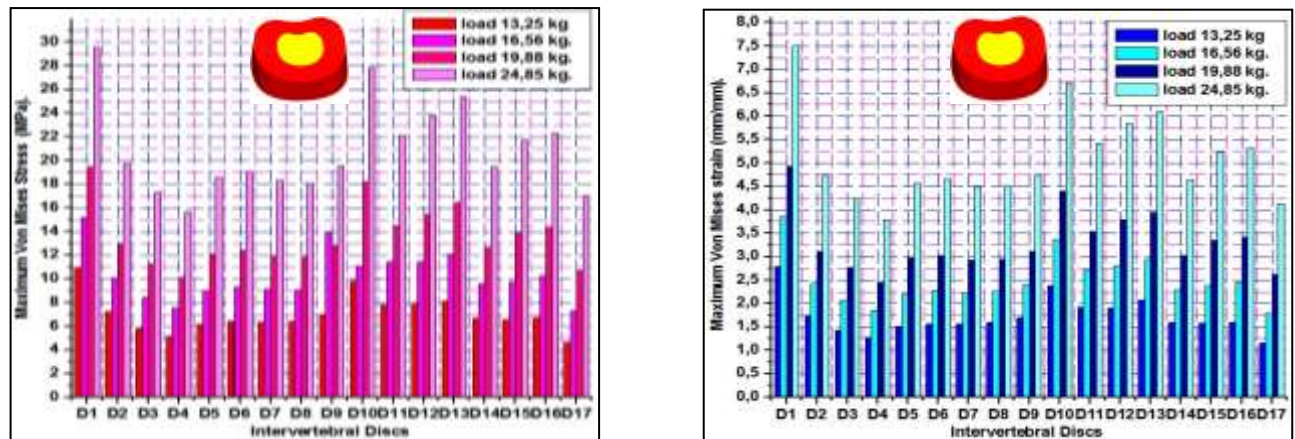 load 13,25 kg
load 16,56 kg.
load 19,88 kg.
load 24,85 kg.
Maximum Von Mises Stress (MPa).
30
28
26
24
22
20
18
16
14
12
10
8
6
4
2
0
D1 D2 D3 D4 D5 D6 D7 D8 D9 D10 D11 D12 D13 D14 D15 D16 D17
Intervertebral Discs
load 13,25 kg
load 16,56 kg.
load 19,88 kg.
load 24,85 kg.
Maximum Von Mises strain (mm/mm).
8,0
7,5
7,0
6,5
6,0
5,5
5,0
4,5
4,0
3,5
3,0
2,5
2,0
1,5
1,0
0,5
0,0
D1 D2 D3 D4 D5 D6 D7 D8 D9 D10 D11 D12 D13 D14 D15 D16 D17
Intervertebral Discs